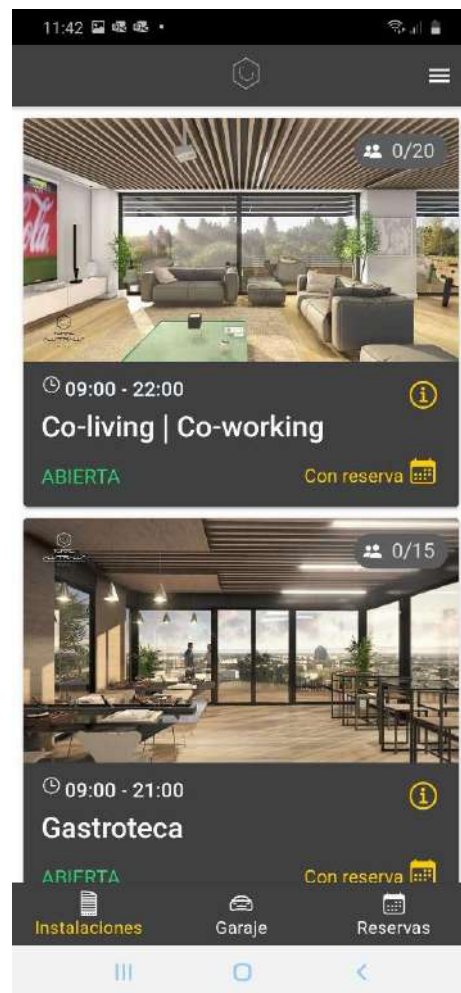 11:42
0/20
09:00 - 22:00
Co-living | Co-working
ABIERTA
Con reserva
0/15
09:00 - 21:00
Gastroteca
ABIERTA
Con reserva
Instalaciones
Garaje
Reservas